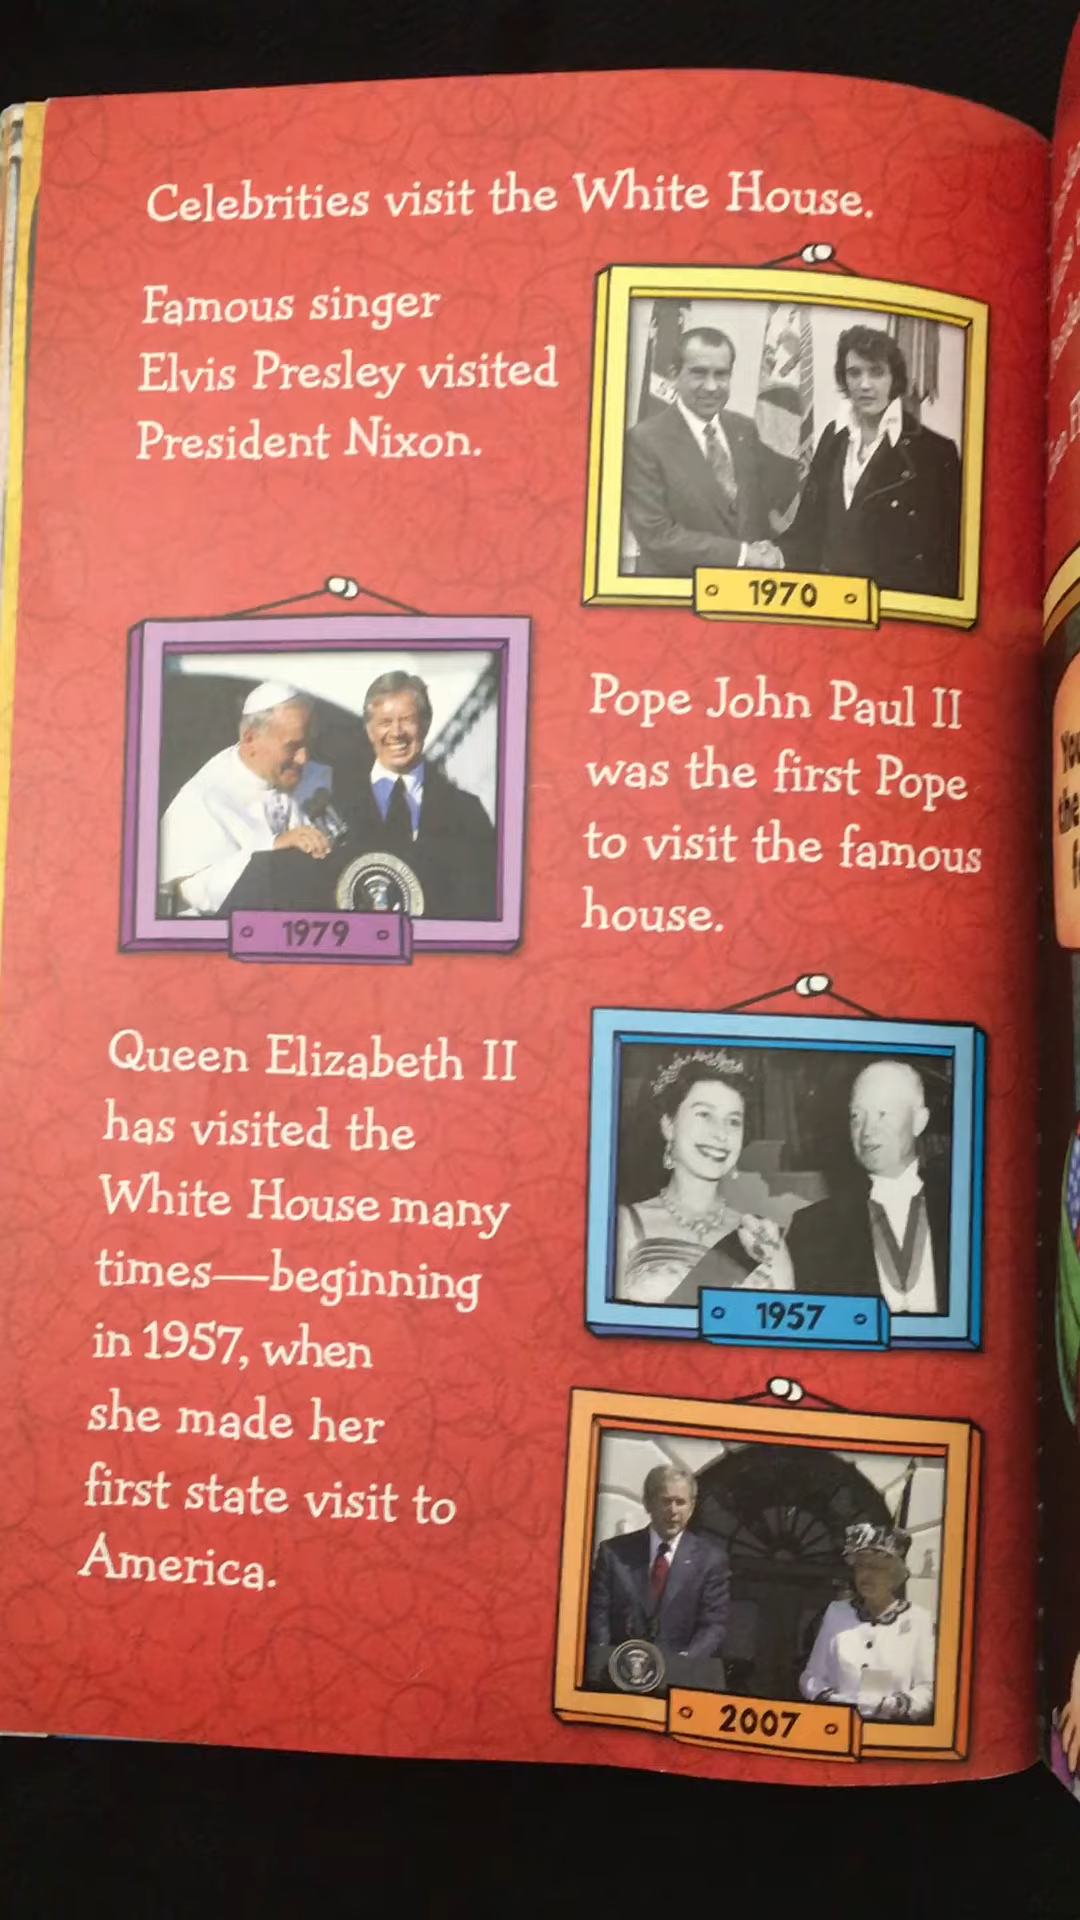 Celebrities visit the White House.
Famous singer
Elvis Presley visited
President Nixon.
1970
1979
Pope John Paul II
was the first Pope
to visit the famous
house.
Queen Elizabeth II
has visited the
White House many
times—beginning
in 1957, when
she made her
first state visit to
America.
1957
2007